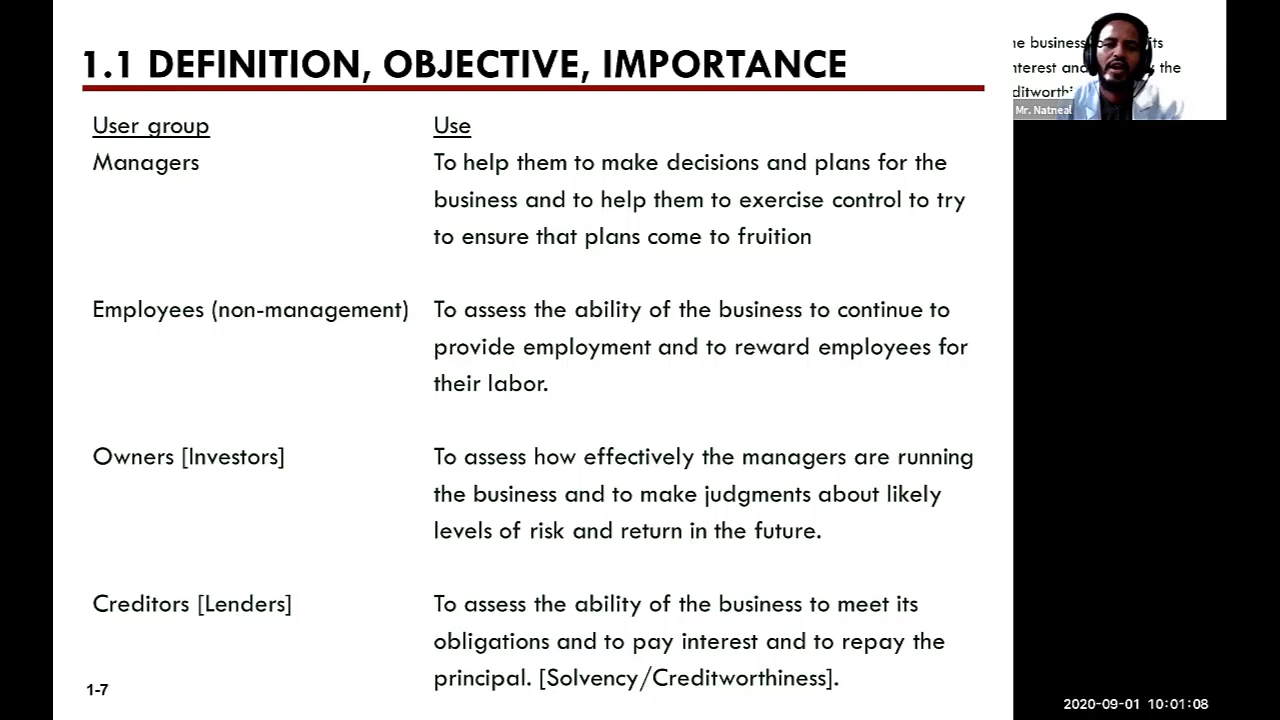 1.1 DEFINITION, OBJECTIVE, IMPORTANCE
User group Use
Managers To help them to make decisions and plans for the
business and to help them to exercise control to try
to ensure that plans come to fruition
Employees (non-management) To assess the ability of the business to continue to
provide employment and to reward employees for
their labor.
Owners [Investors] To assess how effectively the managers are running
the business and to make judgments about likely
levels of risk and return in the future.
Creditors [Lenders] To assess the ability of the business to meet its
obligations and to pay interest and to repay the
principal. [Solvency/Creditworthiness].
1-7
business
and the
Mr. Natneal
2020-09-01 10:01:08